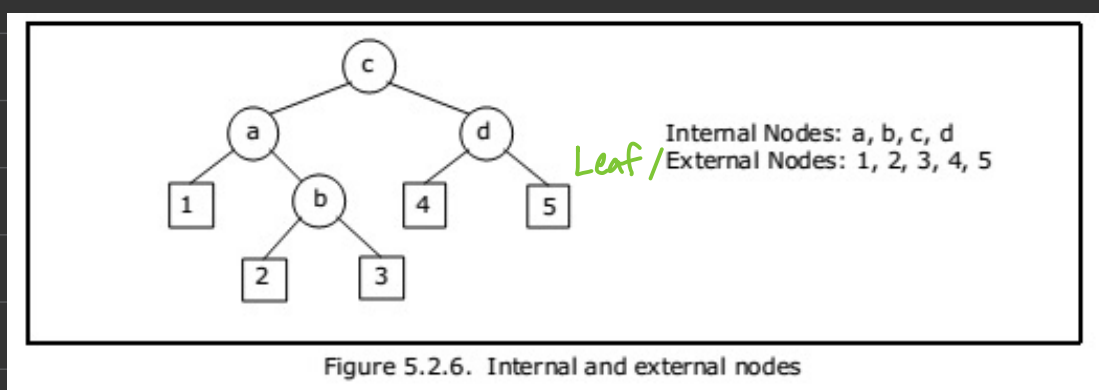 c
a
d
Internal Nodes: a, b, c, d
Leaf / External Nodes: 1, 2, 3, 4, 5
1
b
4
5
2
3
Figure 5.2.6. Internal and external nodes